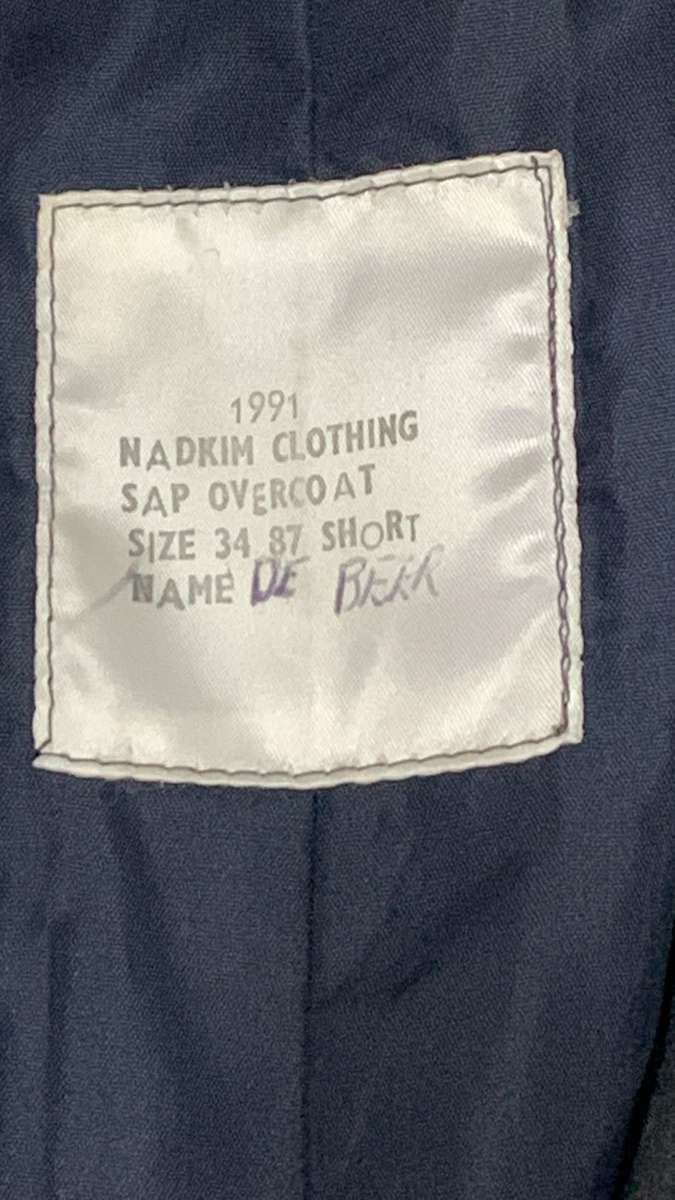 1991
NADKIM CLOTHING
SAP OVERCOAT
SIZE 34 87 SHORT
NAME DE BEER